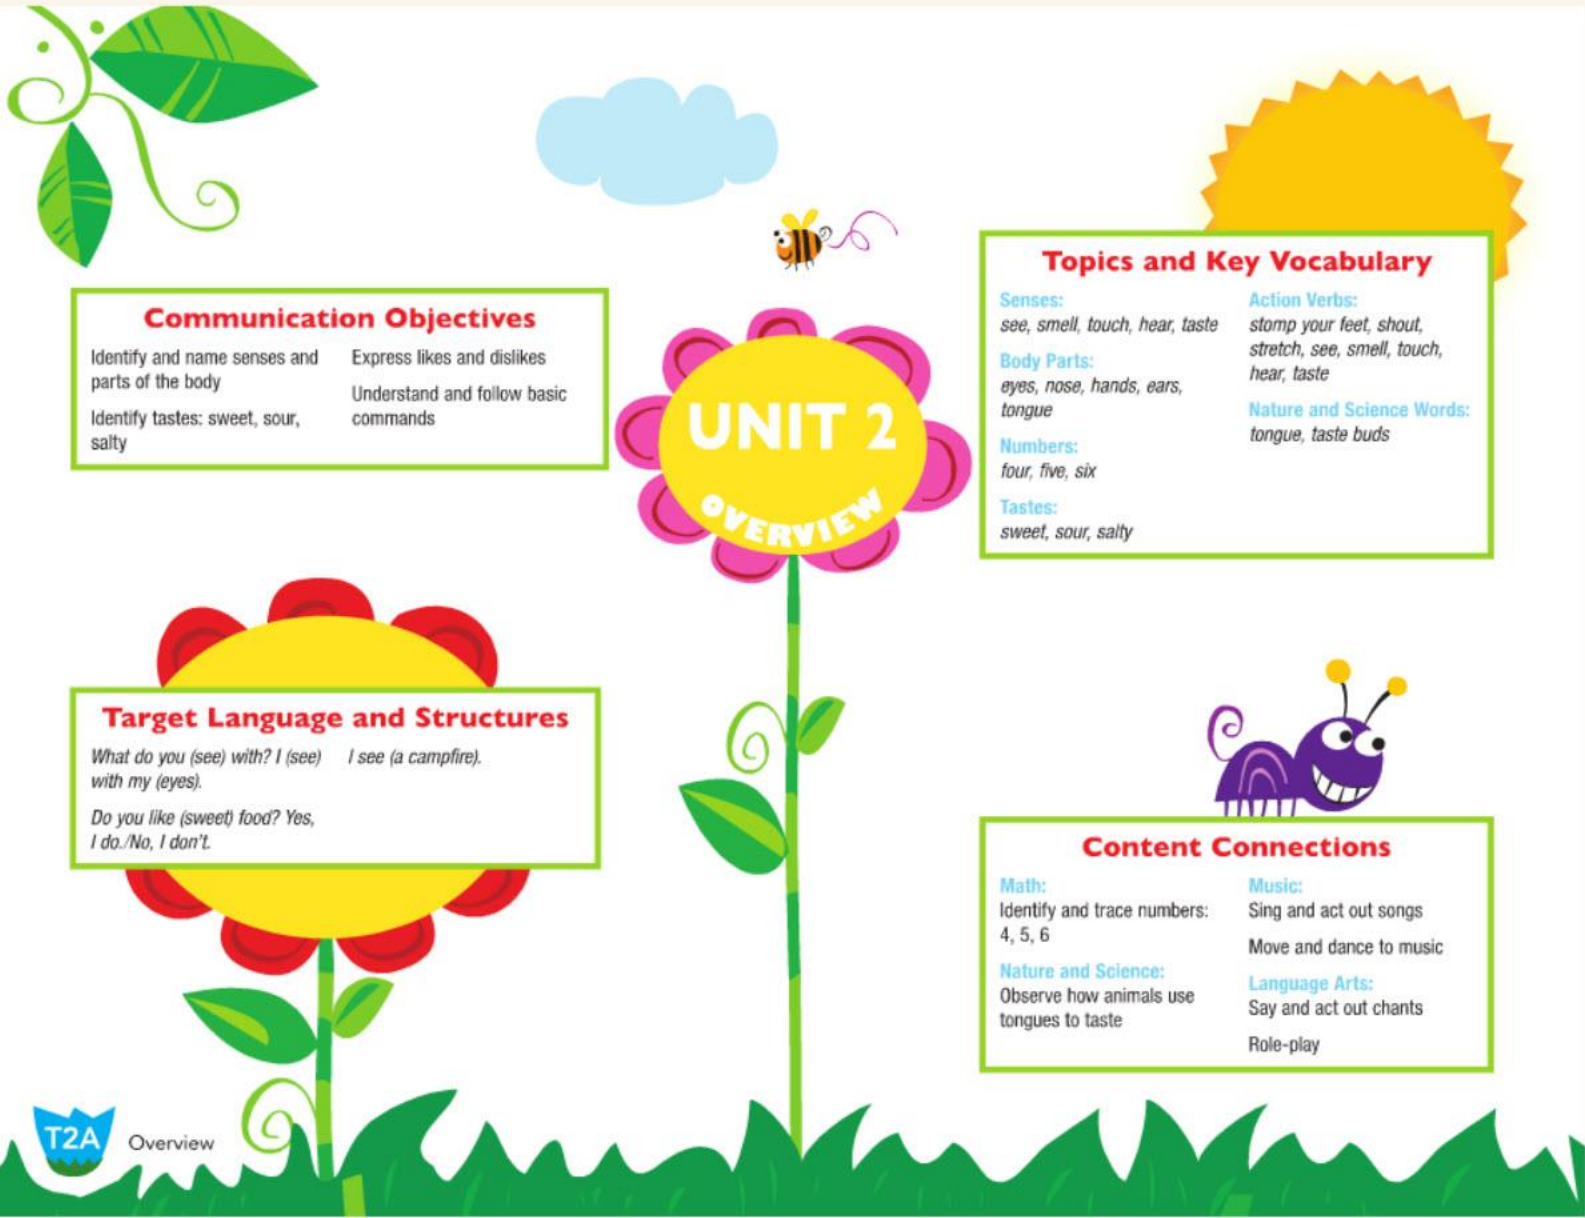 Communication Objectives
Identify and name senses and
parts of the body
Identify tastes: sweet, sour,
salty
Express likes and dislikes
Understand and follow basic
commands
UNIT 2
OVERVIEW
Topics and Key Vocabulary
Senses:
see, smell, touch, hear, taste
Body Parts:
eyes, nose, hands, ears,
tongue
Numbers:
four, five, six
Tastes:
sweet, sour, salty
Action Verbs:
stomp your feet, shout,
stretch, see, smell, touch,
hear, taste
Nature and Science Words:
tongue, taste buds
Target Language and Structures
What do you (see) with? I (see)
with my (eyes).
Do you like (sweet) food? Yes,
I do./No, I don't.
I see (a campfire).
Content Connections
Math:
Identify and trace numbers:
4, 5, 6
Nature and Science:
Observe how animals use
tongues to taste
Music:
Sing and act out songs
Move and dance to music
Language Arts:
Say and act out chants
Role-play
T2A
Overview